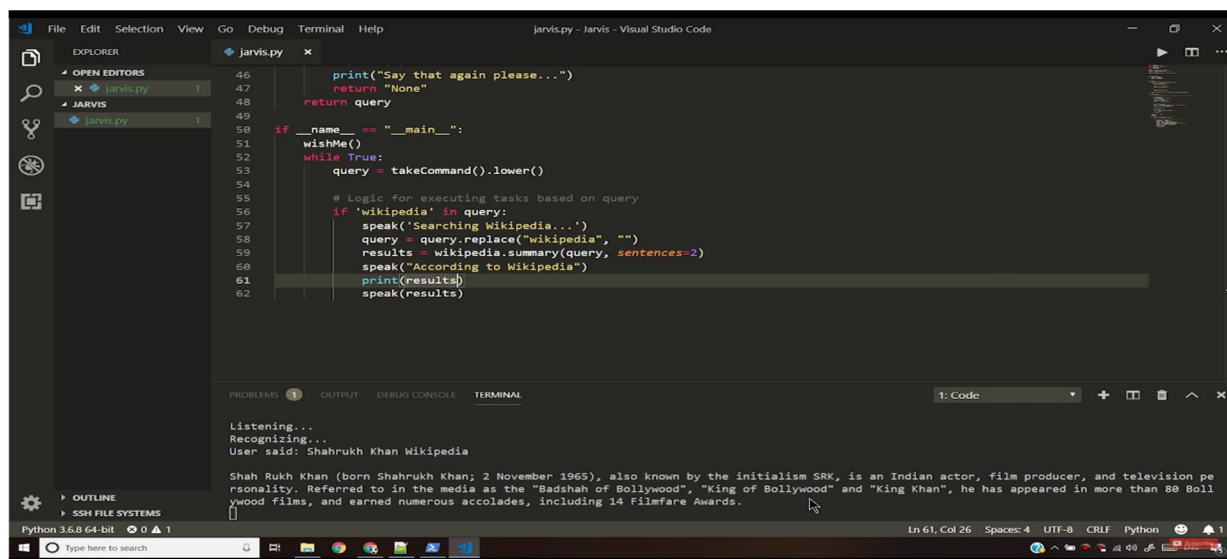 File Edit Selection View Go Debug Terminal Help jarvis.py - Jarvis - Visual Studio Code
EXPLORER
OPEN EDITORS
jarvis.py 1
JARVIS
jarvis.py 1
OUTLINE
SSH FILE SYSTEMS
jarvis.py
46 print("Say that again please...")
47 return "None"
48 return query
49
50 if __name__ == "__main__":
51 wishMe()
52 while True:
53 query = takeCommand().lower()
54
55 # Logic for executing tasks based on query
56 if 'wikipedia' in query:
57 speak('Searching Wikipedia...')
58 query = query.replace("wikipedia", "")
59 results = wikipedia.summary(query, sentences=2)
60 speak("According to Wikipedia")
61 print(results)
62 speak(results)
PROBLEMS 1 OUTPUT DEBUG CONSOLE TERMINAL 1: Code
Listening...
Recognizing...
User said: Shahrukh Khan Wikipedia
Shah Rukh Khan (born Shahrukh Khan; 2 November 1965), also known by the initialism SRK, is an Indian actor, film producer, and television pe
rsonality. Referred to in the media as the "Badshah of Bollywood", "King of Bollywood" and "King Khan", he has appeared in more than 80 Boll
ywood films, and earned numerous accolades, including 14 Filmfare Awards.
Python 3.6.8 64-bit 0 1 Ln 61, Col 26 Spaces: 4 UTF-8 CRLF Python 1
Type here to search